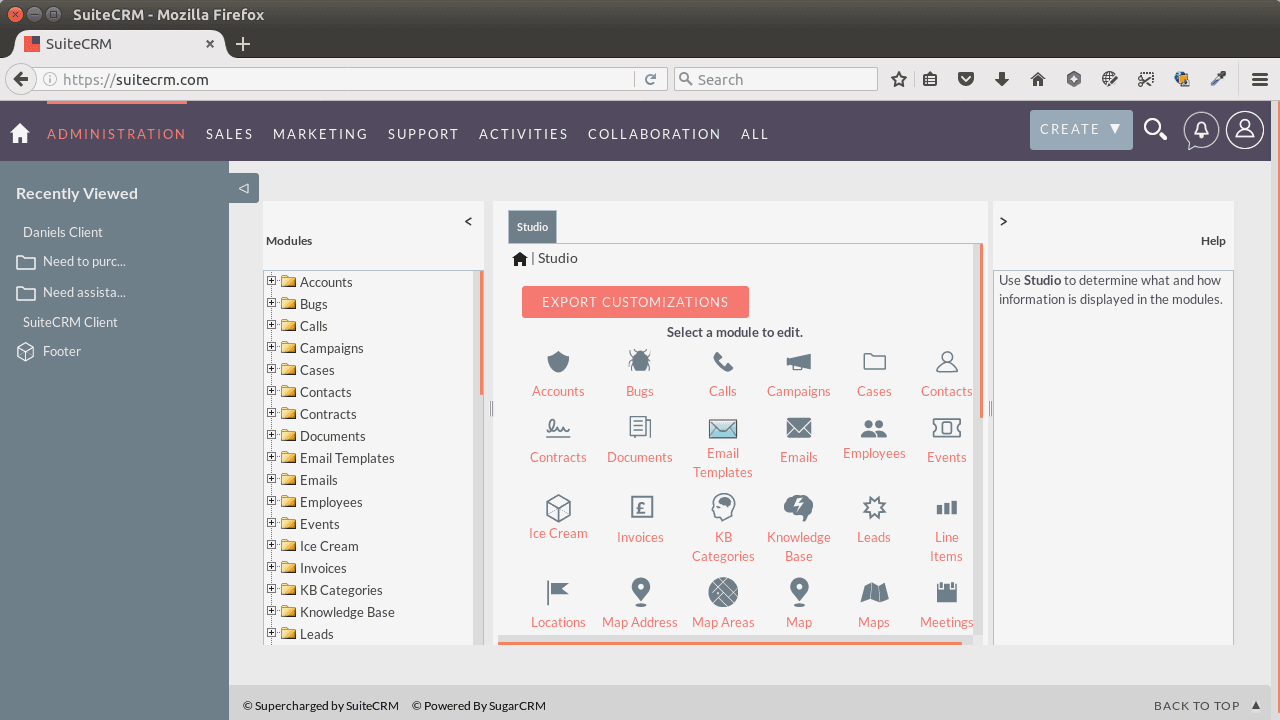 SuiteCRM - Mozilla Firefox
SuiteCRM
https://suitecrm.com
Search
ADMINISTRATION SALES MARKETING SUPPORT ACTIVITIES COLLABORATION ALL
CREATE
Recently Viewed
Daniels Client
Need to purc...
Need assista...
SuiteCRM Client
Footer
<
Modules
Accounts
Bugs
Calls
Campaigns
Cases
Contacts
Contracts
Documents
Email Templates
Emails
Employees
Events
Ice Cream
Invoices
KB Categories
Knowledge Base
Leads
Studio
| Studio
EXPORT CUSTOMIZATIONS
Select a module to edit.
Accounts Bugs Calls Campaigns Cases Contacts
Contracts Documents Email Templates Emails Employees Events
Ice Cream Invoices KB Categories Knowledge Base Leads Line Items
Locations Map Address Map Areas Map Maps Meetings
>
Help
Use Studio to determine what and how
information is displayed in the modules.
© Supercharged by SuiteCRM © Powered By SugarCRM
BACK TO TOP